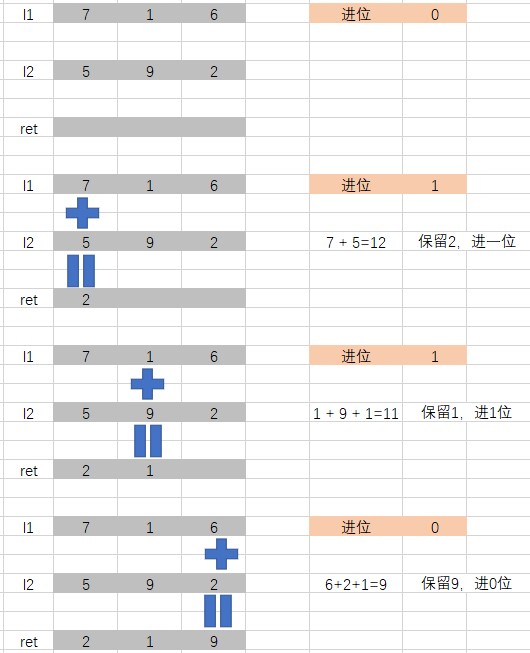 l1 7 1 6 进位 0
l2 5 9 2
ret
l1 7 1 6 进位 1
l2 5 9 2 7 + 5=12 保留2，进一位
ret 2
l1 7 1 6 进位 1
l2 5 9 2 1 + 9 + 1=11 保留1，进1位
ret 2 1
l1 7 1 6 进位 0
l2 5 9 2 6+2+1=9 保留9，进0位
ret 2 1 9